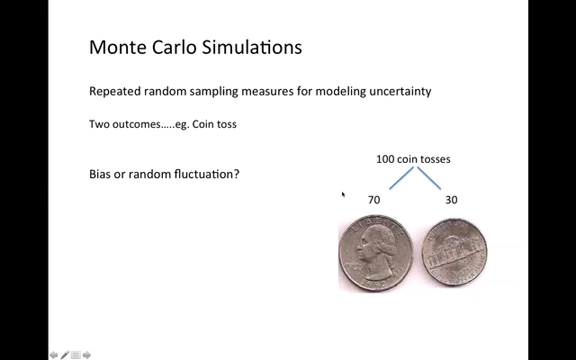 Monte Carlo Simulations
Repeated random sampling measures for modeling uncertainty
Two outcomes.....eg. Coin toss
Bias or random fluctuation?
100 coin tosses
70
30
LIBERTY